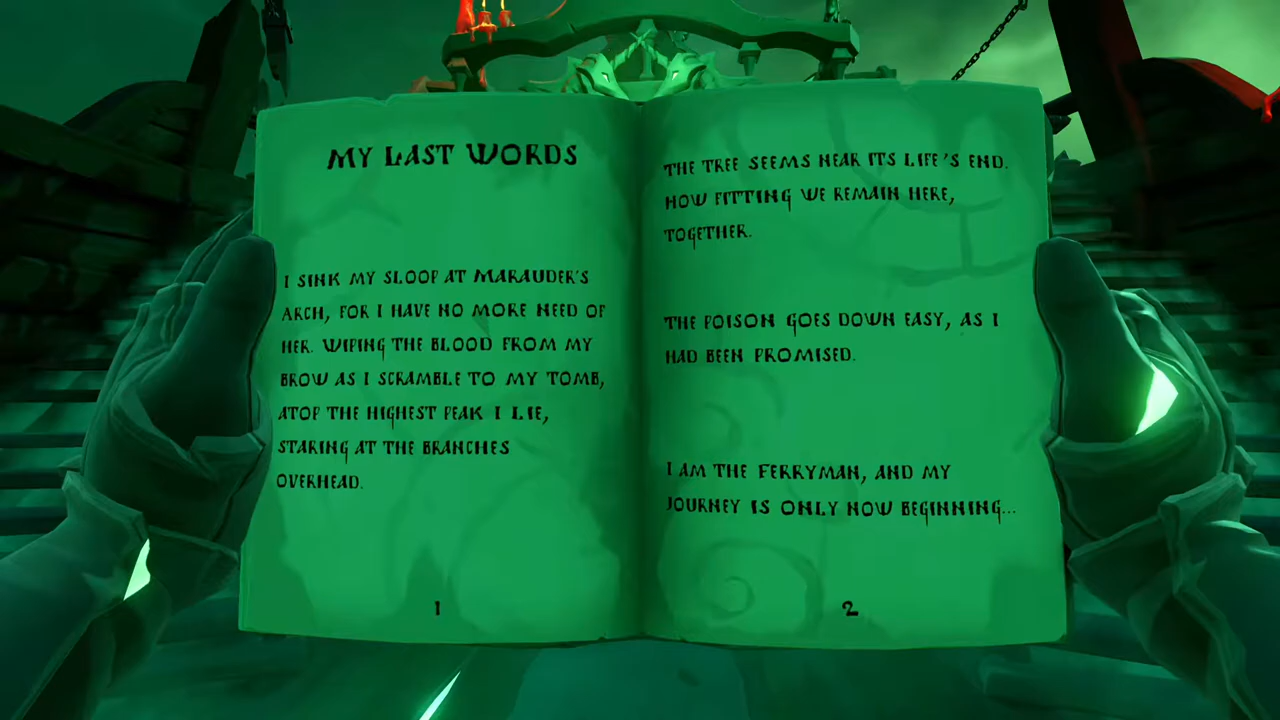 MY LAST WORDS
I SINK MY SLOOP AT MARAUDER'S
ARCH, FOR I HAVE NO MORE NEED OF
HER. WIPING THE BLOOD FROM MY
BROW AS I SCRAMBLE TO MY TOMB,
ATOP THE HIGHEST PEAK I LIE,
STARING AT THE BRANCHES
OVERHEAD.
1
THE TREE SEEMS NEAR ITS LIFE'S END.
HOW FITTING WE REMAIN HERE,
TOGETHER.
THE POISON GOES DOWN EASY, AS I
HAD BEEN PROMISED.
I AM THE FERRYMAN, AND MY
JOURNEY IS ONLY NOW BEGINNING...
2